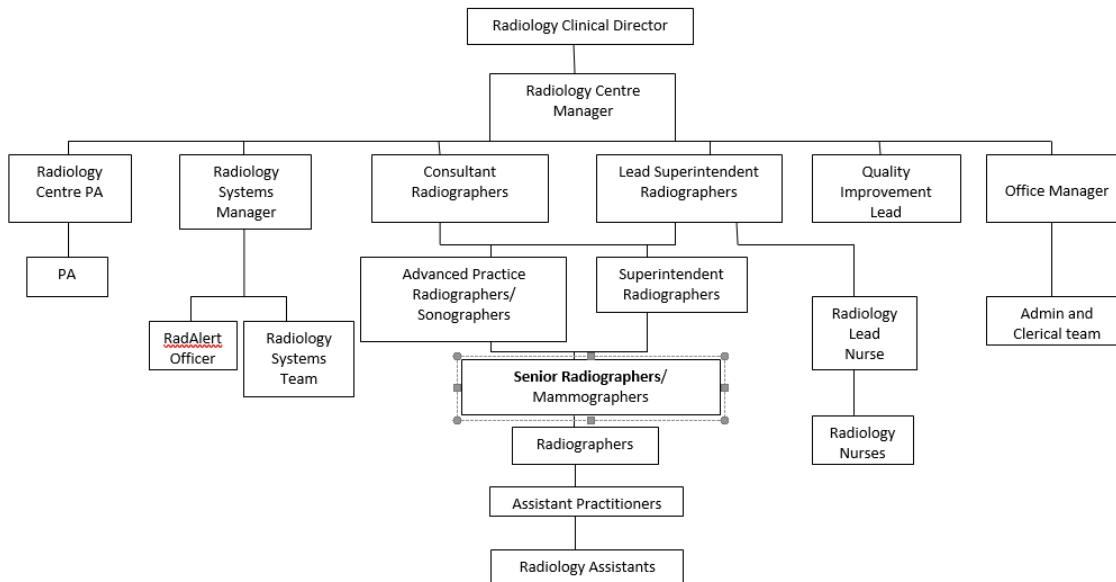 Radiology Clinical Director
Radiology Centre
Manager
Radiology
Centre PA
Radiology
Systems
Manager
Consultant
Radiographers
Lead Superintendent
Radiographers
Quality
Improvement
Lead
Office Manager
PA
Advanced Practice
Radiographers/
Sonographers
Superintendent
Radiographers
RadAlert
Officer
Radiology
Systems
Team
Radiology
Lead
Nurse
Admin and
Clerical team
Senior Radiographers/
Mammographers
Radiographers
Radiology
Nurses
Assistant Practitioners
Radiology Assistants